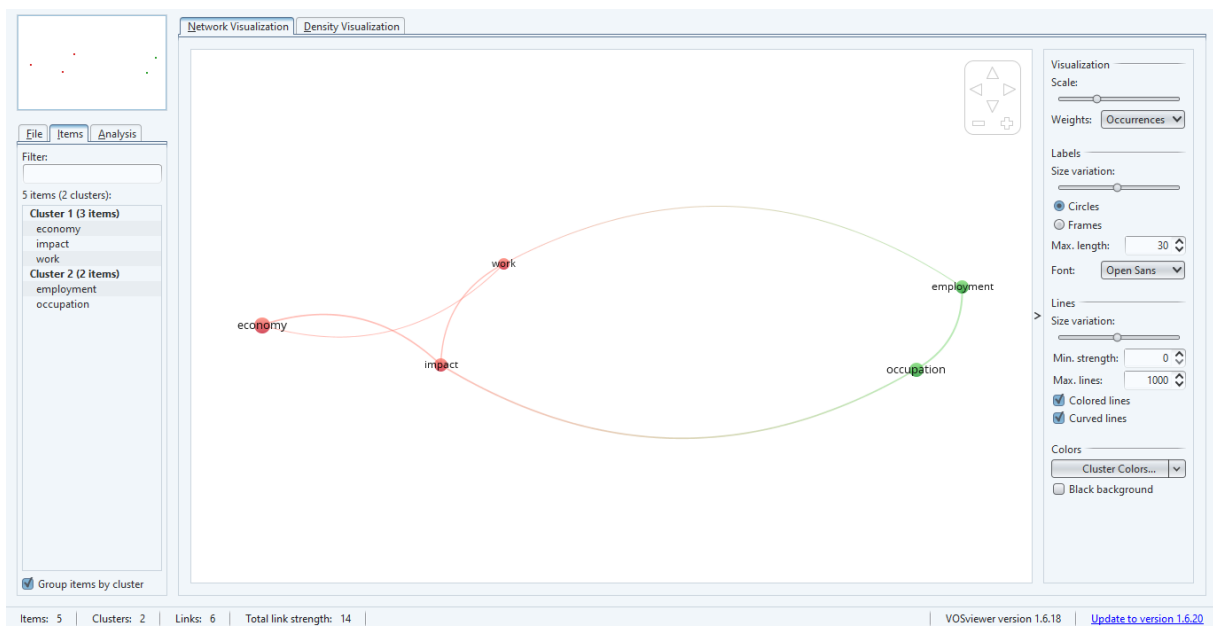 Network Visualization
Density Visualization
File
Items
Analysis
Filter:
5 items (2 clusters):
Cluster 1 (3 items)
economy
impact
work
Cluster 2 (2 items)
employment
occupation
Group items by cluster
work
employment
economy
impact
occupation
>
Visualization
Scale:
Weights: Occurrences
Labels
Size variation:
Circles
Frames
Max. length: 30
Font: Open Sans
Lines
Size variation:
Min. strength: 0
Max. lines: 1000
Colored lines
Curved lines
Colors
Cluster Colors...
Black background
Items: 5 Clusters: 2 Links: 6 Total link strength: 14 VOSviewer version 1.6.18 Update to version 1.6.20